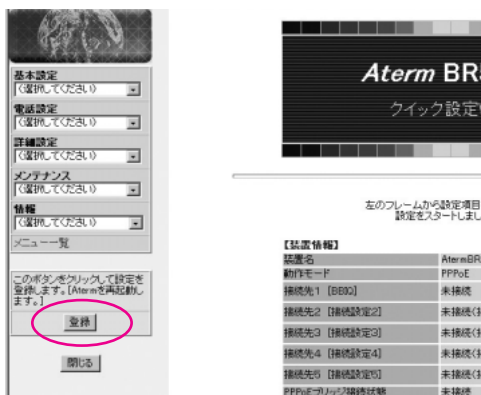 基本設定
(選択してください)
電話設定
(選択してください)
詳細設定
(選択してください)
メンテナンス
(選択してください)
情報
(選択してください)
メニュー一覧
このボタンをクリックして設定を
登録します。[Atermを再起動し
ます。]
登録
閉じる
Aterm BR
クイック設定
左のフレームから設定項目
設定をスタートしまし
【装置情報】
装置名 AtermBR
動作モード PPPoE
接続先1 [BBIQ] 未接続
接続先2 [接続設定2] 未接続(
接続先3 [接続設定3] 未接続(
接続先4 [接続設定4] 未接続(
接続先5 [接続設定5] 未接続(
PPPoEブリッジ接続状態 未接続